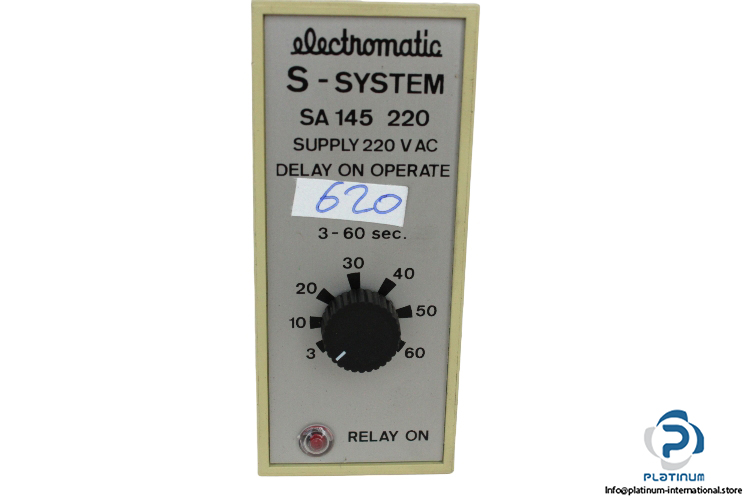 electromatic
S - SYSTEM
SA 145 220
SUPPLY 220 V AC
DELAY ON OPERATE
620
3 - 60 sec.
30
20 40
10 50
3 60
RELAY ON
PLATINUM
Info@platinum-international.store